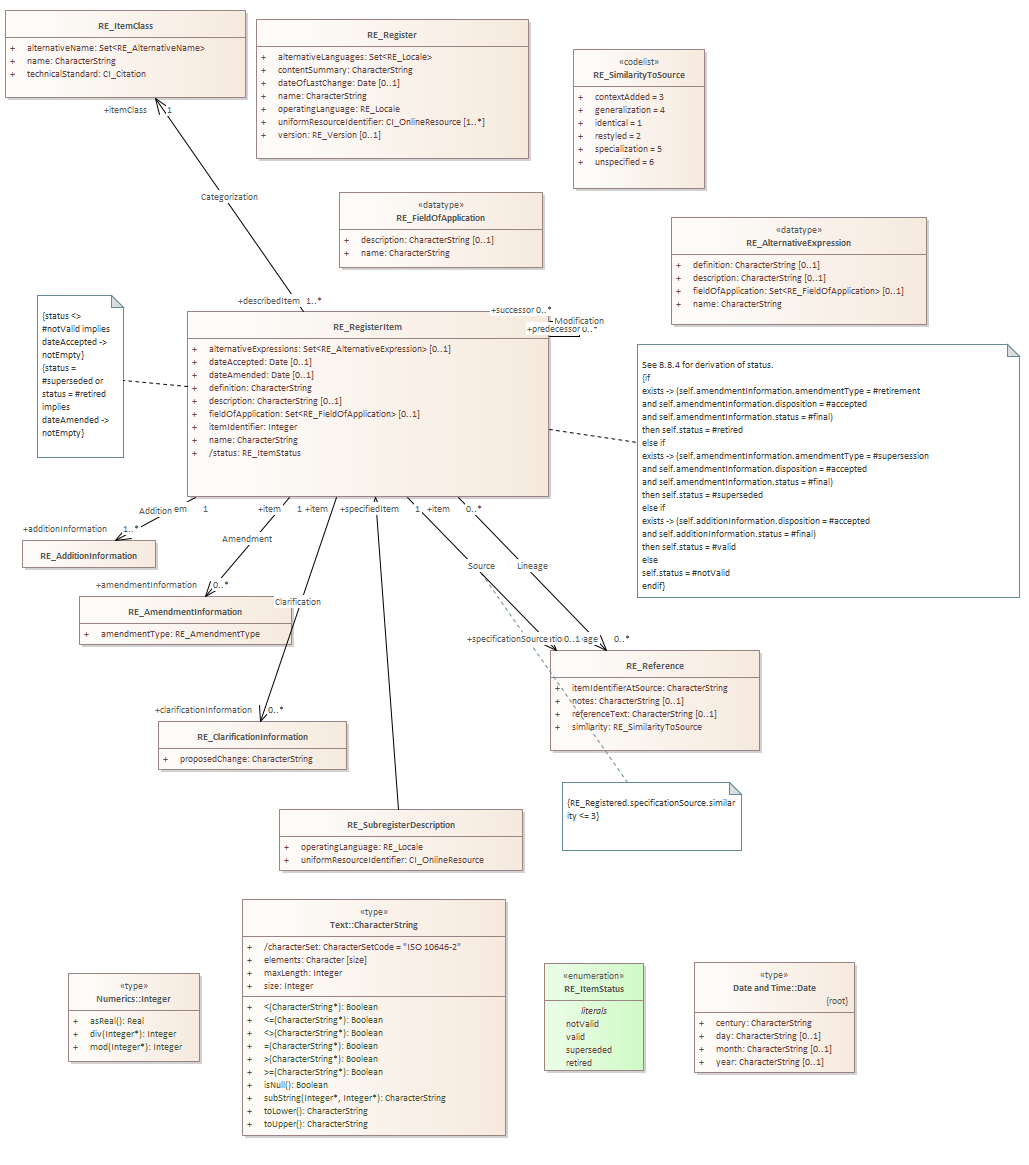 RE_ItemClass
+ alternativeName: Set<RE_AlternativeName>
+ name: CharacterString
+ technicalStandard: CI_Citation
RE_Register
+ alternativeLanguages: Set<RE_Locale>
+ contentSummary: CharacterString
+ dateOfLastChange: Date [0..1]
+ name: CharacterString
+ operatingLanguage: RE_Locale
+ uniformResourceIdentifier: CI_OnlineResource [1..*]
+ version: RE_Version [0..1]
«codelist»
RE_SimilarityToSource
+ contextAdded = 3
+ generalization = 4
+ identical = 1
+ restyled = 2
+ specialization = 5
+ unspecified = 6
+itemClass 1
Categorization
+describedItem 1..*
«datatype»
RE_FieldOfApplication
+ description: CharacterString [0..1]
+ name: CharacterString
«datatype»
RE_AlternativeExpression
+ definition: CharacterString [0..1]
+ description: CharacterString [0..1]
+ fieldOfApplication: Set<RE_FieldOfApplication> [0..1]
+ name: CharacterString
{status <>
#notValid implies
dateAccepted ->
notEmpty}
{status =
#superseded or
status = #retired
implies
dateAmended ->
notEmpty}
+successor 0..*
Modification
+predecessor 0..*
RE_RegisterItem
+ alternativeExpressions: Set<RE_AlternativeExpression> [0..1]
+ dateAccepted: Date [0..1]
+ dateAmended: Date [0..1]
+ definition: CharacterString
+ description: CharacterString [0..1]
+ fieldOfApplication: Set<RE_FieldOfApplication> [0..1]
+ itemIdentifier: Integer
+ name: CharacterString
+ /status: RE_ItemStatus
See 8.8.4 for derivation of status.
{if
exists -> (self.amendmentInformation.amendmentType = #retirement
and self.amendmentInformation.disposition = #accepted
and self.amendmentInformation.status = #final)
then self.status = #retired
else if
exists -> (self.amendmentInformation.amendmentType = #supersession
and self.amendmentInformation.disposition = #accepted
and self.amendmentInformation.status = #final)
then self.status = #superseded
else if
exists -> (self.additionInformation.disposition = #accepted
and self.additionInformation.status = #final)
then self.status = #valid
else
self.status = #notValid
endif}
Addition em 1 +item 1 +item +specifiedItem 1 +item 0..*
+additionInformation 1..*
RE_AdditionInformation
Amendment
+amendmentInformation 0..*
RE_AmendmentInformation
+ amendmentType: RE_AmendmentType
Clarification
+clarificationInformation 0..*
RE_ClarificationInformation
+ proposedChange: CharacterString
Source Lineage
+specificationSource 0..1 age 0..*
RE_Reference
+ itemIdentifierAtSource: CharacterString
+ notes: CharacterString [0..1]
+ referenceText: CharacterString [0..1]
+ similarity: RE_SimilarityToSource
{RE_Registered.specificationSource.similar
ity <= 3}
RE_SubregisterDescription
+ operatingLanguage: RE_Locale
+ uniformResourceIdentifier: CI_OnlineResource
«type»
Text::CharacterString
+ /characterSet: CharacterSetCode = "ISO 10646-2"
+ elements: Character [size]
+ maxLength: Integer
+ size: Integer
+ <(CharacterString*): Boolean
+ <=(CharacterString*): Boolean
+ <>(CharacterString*): Boolean
+ =(CharacterString*): Boolean
+ >(CharacterString*): Boolean
+ >=(CharacterString*): Boolean
+ isNull(): Boolean
+ subString(Integer*, Integer*): CharacterString
+ toLower(): CharacterString
+ toUpper(): CharacterString
«type»
Numerics::Integer
+ asReal(): Real
+ div(Integer*): Integer
+ mod(Integer*): Integer
«enumeration»
RE_ItemStatus
literals
notValid
valid
superseded
retired
«type»
Date and Time::Date
{root}
+ century: CharacterString
+ day: CharacterString [0..1]
+ month: CharacterString [0..1]
+ year: CharacterString [0..1]